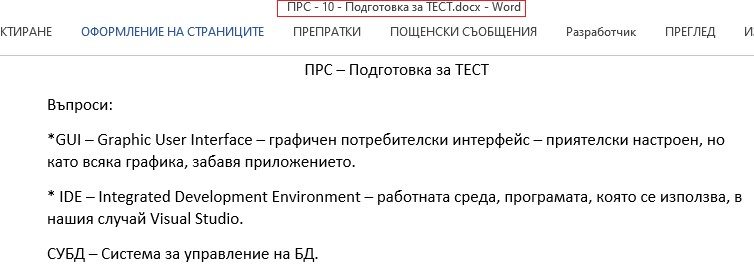 ПРС - 10 - Подготовка за ТЕСТ.docx - Word
КТИРАНЕ ОФОРМЛЕНИЕ НА СТРАНИЦИТЕ ПРЕПРАТКИ ПОЩЕНСКИ СЪОБЩЕНИЯ Разработчик ПРЕГЛЕД
ПРС – Подготовка за ТЕСТ
Въпроси:
*GUI – Graphic User Interface – графичен потребителски интерфейс – приятелски настроен, но
като всяка графика, забавя приложението.
* IDE – Integrated Development Environment – работната среда, програмата, която се използва, в
нашия случай Visual Studio.
СУБД – Система за управление на БД.